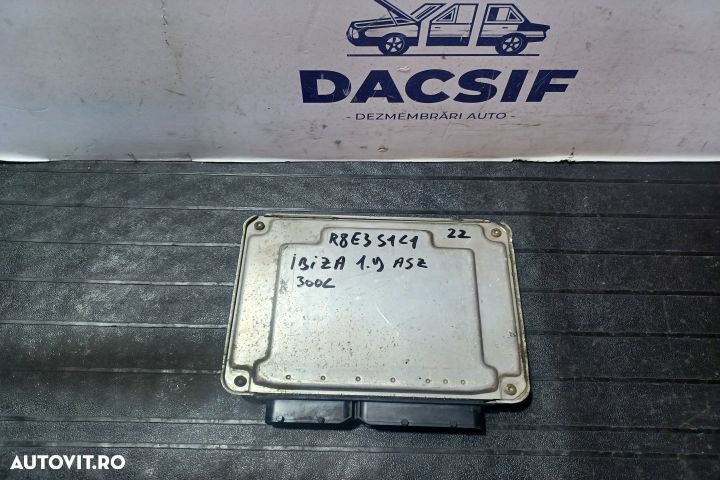 DACSIF
- DEZMEMBRĂRI AUTO -
R8E3 S1C1 22
IBIZA 1.9 ASZ
300L
AUTOVIT.RO